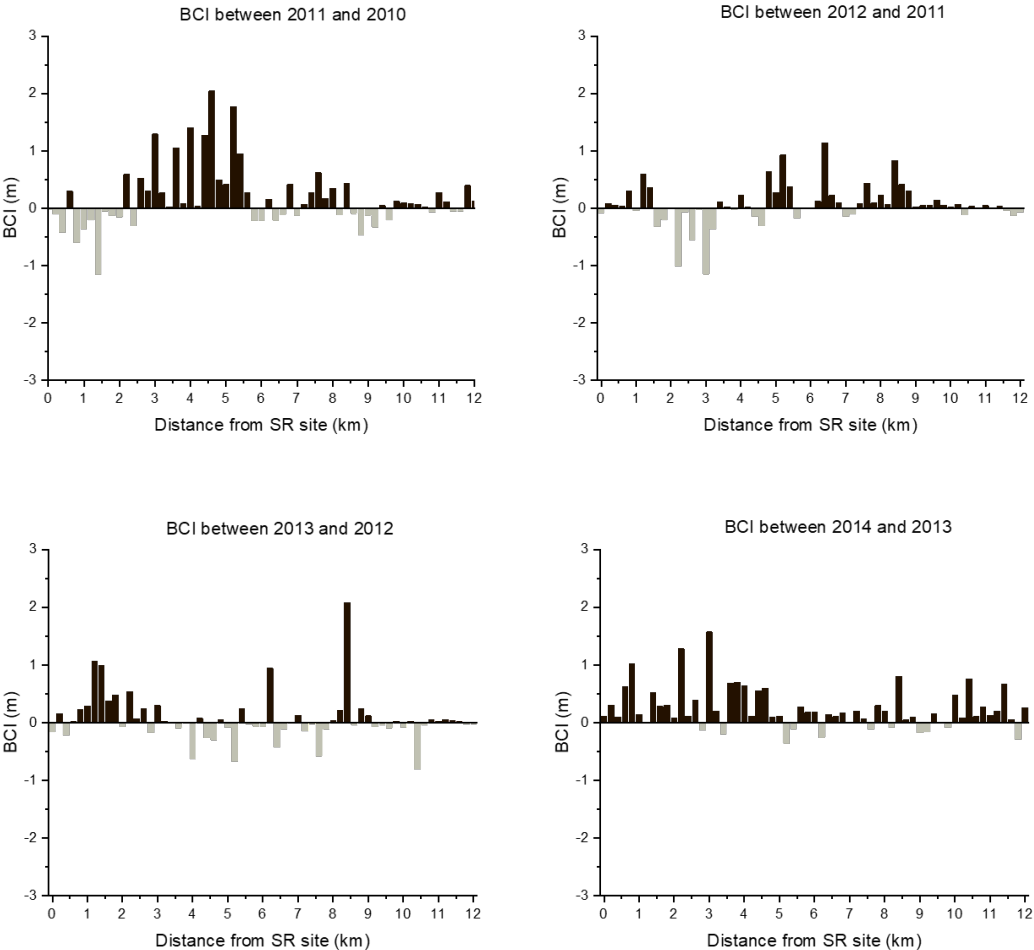 BCI between 2011 and 2010
3
2
1
0
-1
-2
-3
BCI (m)
0 1 2 3 4 5 6 7 8 9 10 11 12
Distance from SR site (km)
BCI between 2012 and 2011
3
2
1
0
-1
-2
-3
BCI (m)
0 1 2 3 4 5 6 7 8 9 10 11 12
Distance from SR site (km)
BCI between 2013 and 2012
3
2
1
0
-1
-2
-3
BCI (m)
0 1 2 3 4 5 6 7 8 9 10 11 12
Distance from SR site (km)
BCI between 2014 and 2013
3
2
1
0
-1
-2
-3
BCI (m)
0 1 2 3 4 5 6 7 8 9 10 11 12
Distance from SR site (km)